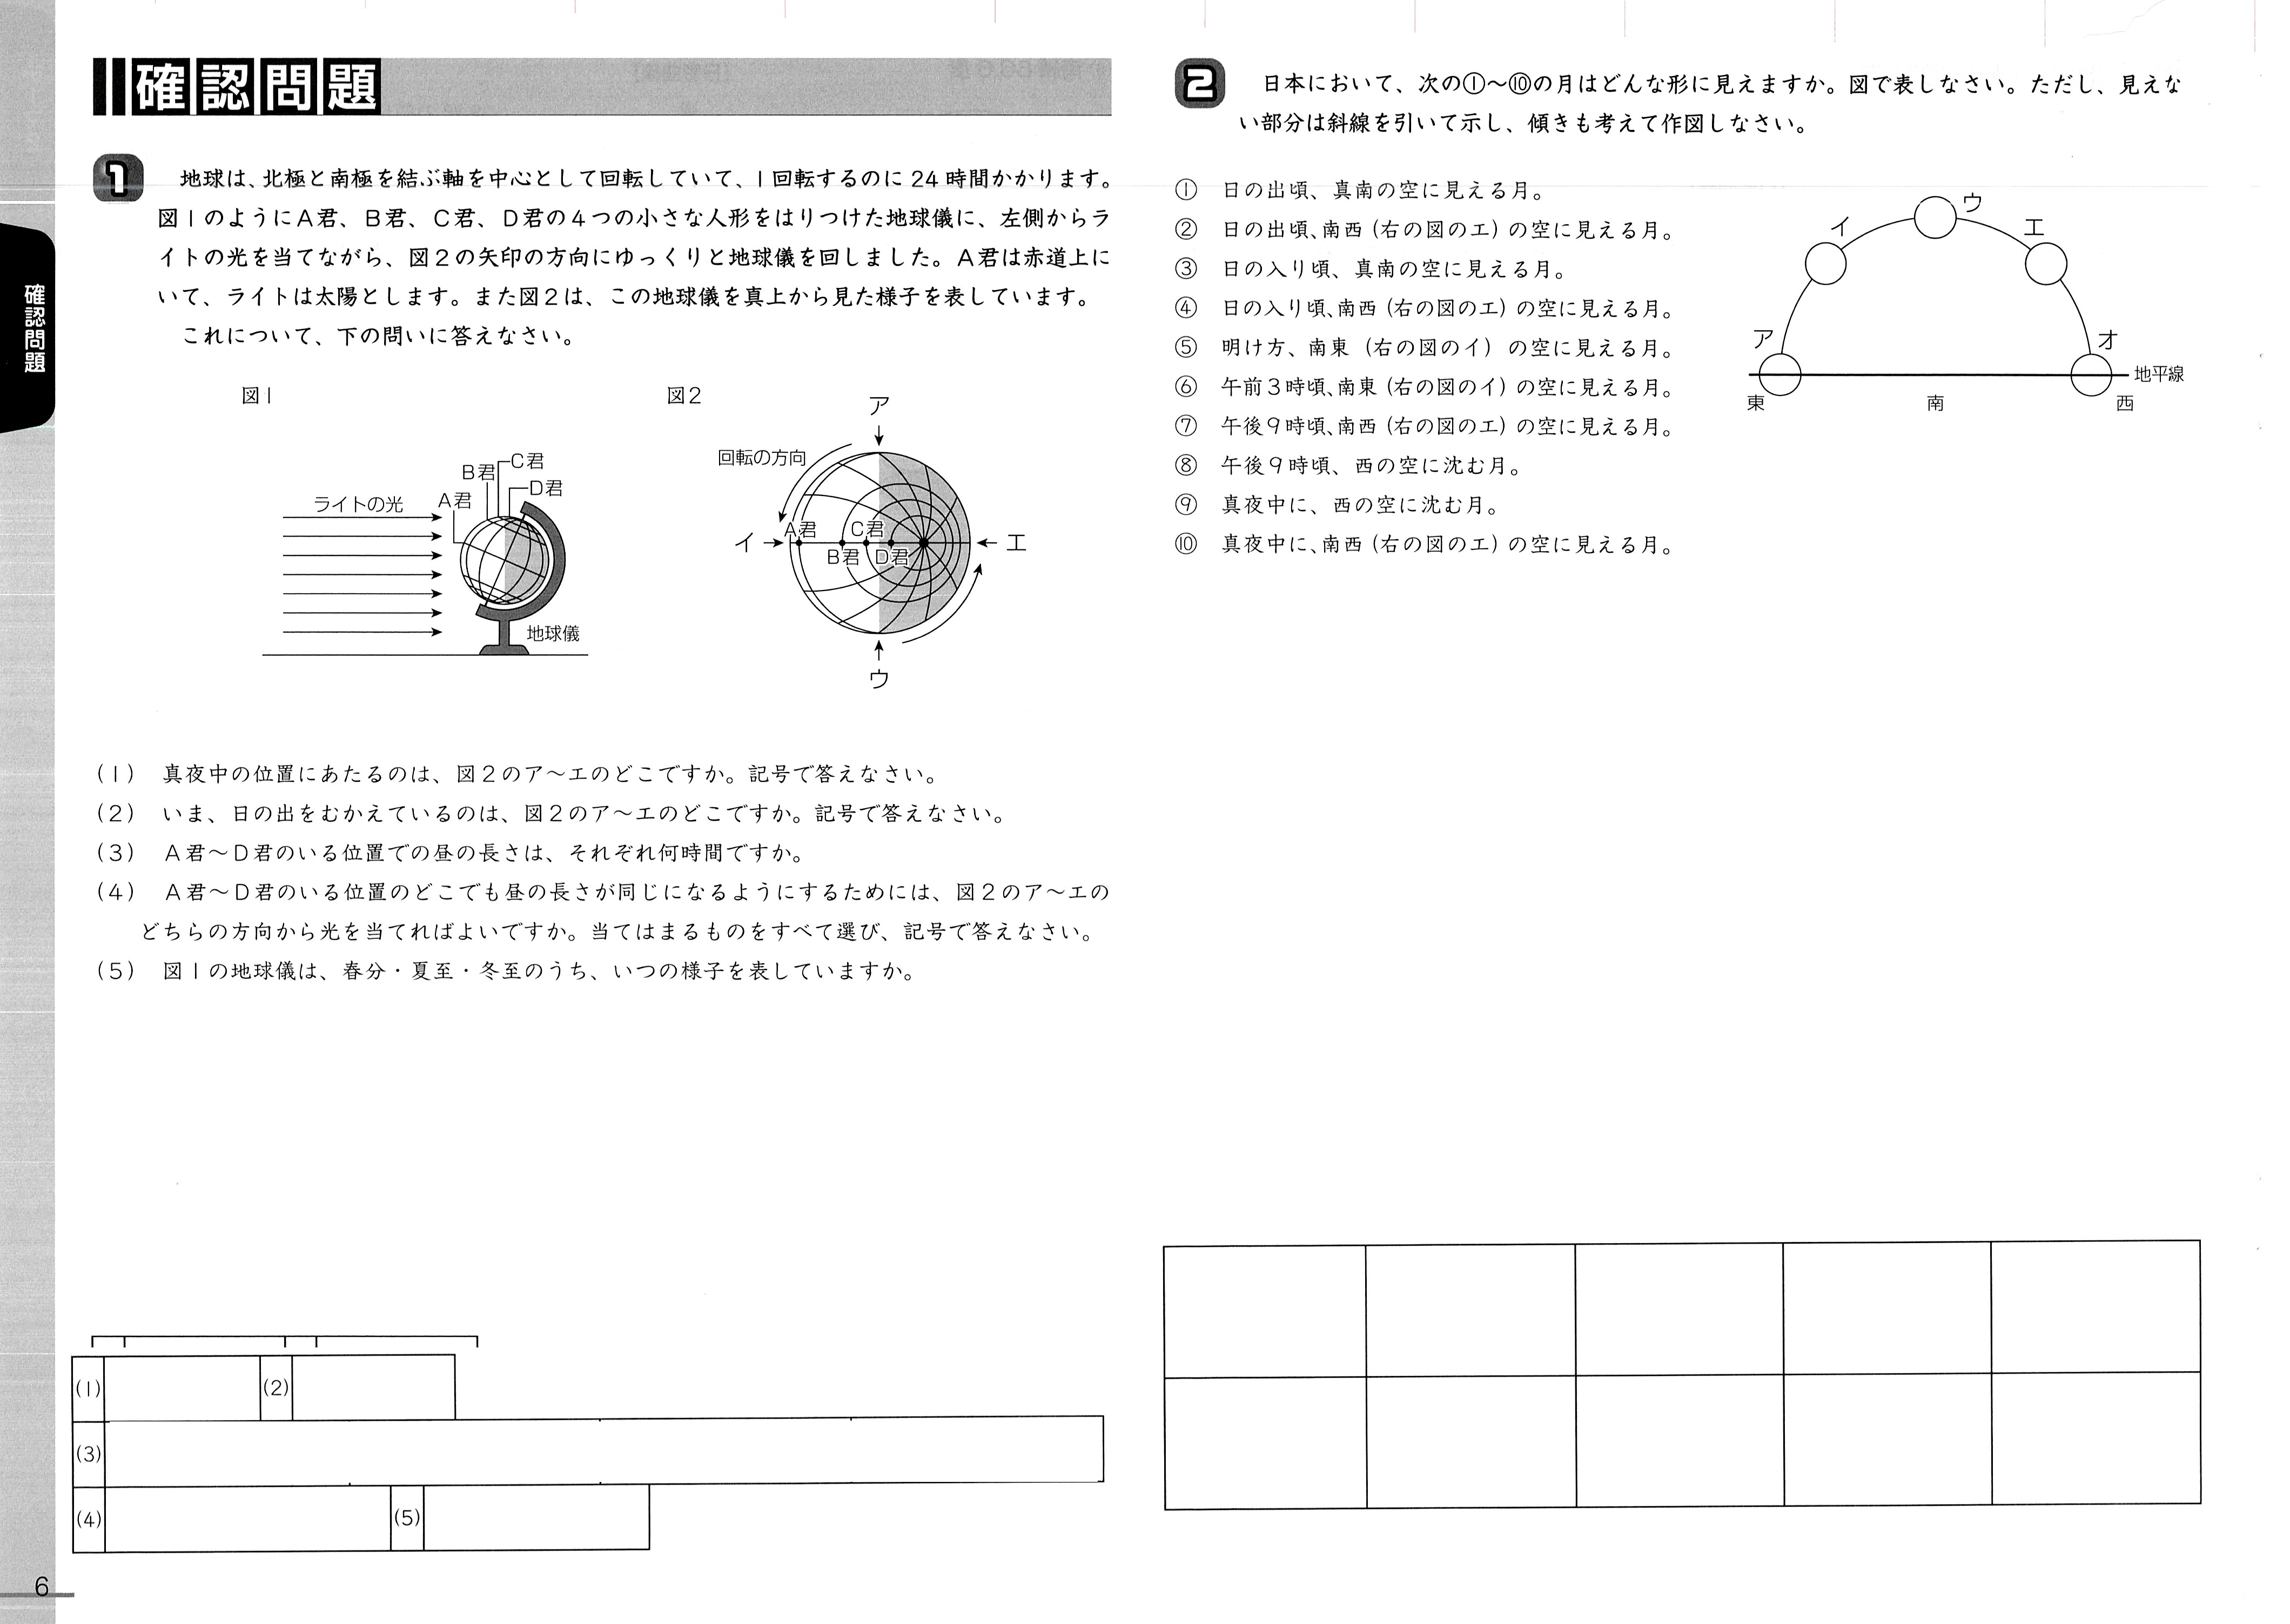 確認問題
確認問題
1
地球は、北極と南極を結ぶ軸を中心として回転していて、1回転するのに24時間かかります。
図1のようにA君、B君、C君、D君の4つの小さな人形をはりつけた地球儀に、左側からラ
イトの光を当てながら、図2の矢印の方向にゆっくりと地球儀を回しました。A君は赤道上に
いて、ライトは太陽とします。また図2は、この地球儀を真上から見た様子を表しています。
これについて、下の問いに答えなさい。
図1
ライトの光
A君
B君
C君
D君
地球儀
図2
ア
回転の方向
イ
A君
C君
B君
D君
エ
ウ
(1) 真夜中の位置にあたるのは、図2のア〜エのどこですか。記号で答えなさい。
(2) いま、日の出をむかえているのは、図2のア〜エのどこですか。記号で答えなさい。
(3) A君〜D君のいる位置での昼の長さは、それぞれ何時間ですか。
(4) A君〜D君のいる位置のどこでも昼の長さが同じになるようにするためには、図2のア〜エの
どちらの方向から光を当てればよいですか。当てはまるものをすべて選び、記号で答えなさい。
(5) 図1の地球儀は、春分・夏至・冬至のうち、いつの様子を表していますか。
(1)
(2)
(3)
(4)
(5)
6
2
日本において、次の①〜⑩の月はどんな形に見えますか。図で表しなさい。ただし、見えな
い部分は斜線を引いて示し、傾きも考えて作図しなさい。
① 日の出頃、真南の空に見える月。
② 日の出頃、南西（右の図のエ）の空に見える月。
③ 日の入り頃、真南の空に見える月。
④ 日の入り頃、南西（右の図のエ）の空に見える月。
⑤ 明け方、南東（右の図のイ）の空に見える月。
⑥ 午前3時頃、南東（右の図のイ）の空に見える月。
⑦ 午後9時頃、南西（右の図のエ）の空に見える月。
⑧ 午後9時頃、西の空に沈む月。
⑨ 真夜中に、西の空に沈む月。
⑩ 真夜中に、南西（右の図のエ）の空に見える月。
ア
イ
ウ
エ
オ
地平線
東
南
西